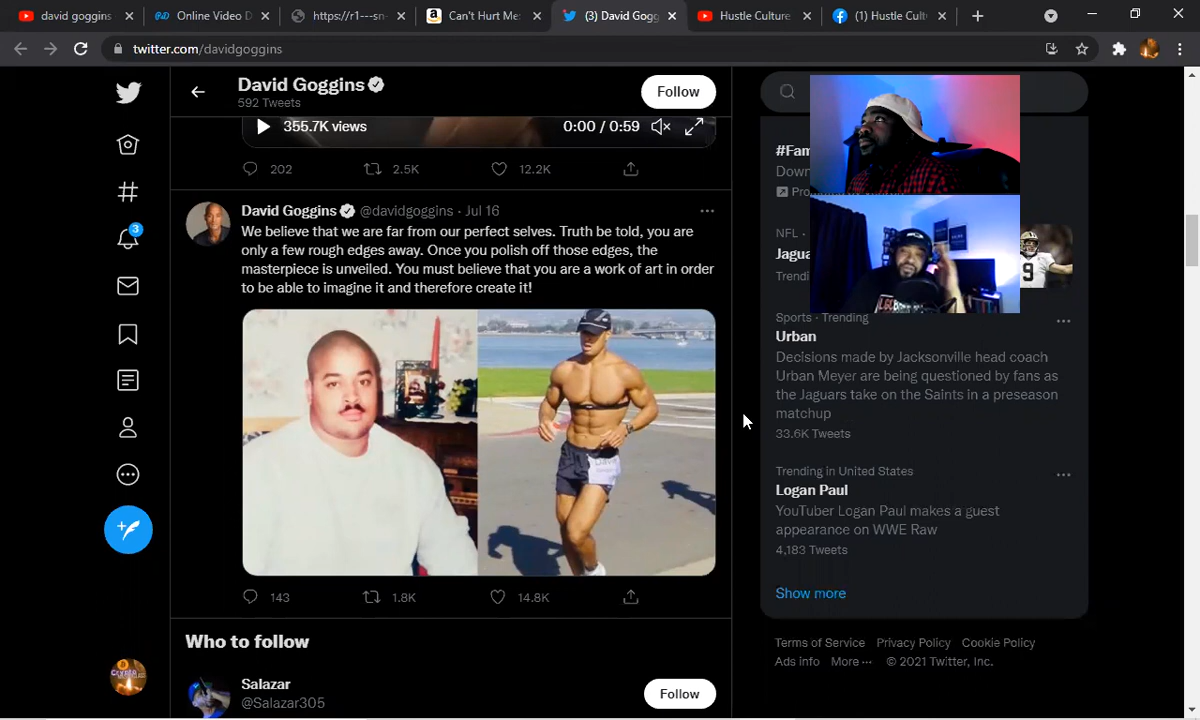 david goggins
Online Video D
https://r1---sn-
Can't Hurt Me:
(3) David Gogg
Hustle Culture
(1) Hustle Cult
twitter.com/davidgoggins
David Goggins
592 Tweets
Follow
355.7K views
0:00 / 0:59
202
2.5K
12.2K
David Goggins @davidgoggins · Jul 16
We believe that we are far from our perfect selves. Truth be told, you are
only a few rough edges away. Once you polish off those edges, the
masterpiece is unveiled. You must believe that you are a work of art in order
to be able to imagine it and therefore create it!
143
1.8K
14.8K
Who to follow
Salazar
@Salazar305
Follow
3
#Fam
Down
Pro
NFL ·
Jagua
Trendi
9
Sports · Trending
Urban
Decisions made by Jacksonville head coach
Urban Meyer are being questioned by fans as
the Jaguars take on the Saints in a preseason
matchup
33.6K Tweets
Trending in United States
Logan Paul
YouTuber Logan Paul makes a guest
appearance on WWE Raw
4,183 Tweets
Show more
Terms of Service Privacy Policy Cookie Policy
Ads info More ··· © 2021 Twitter, Inc.